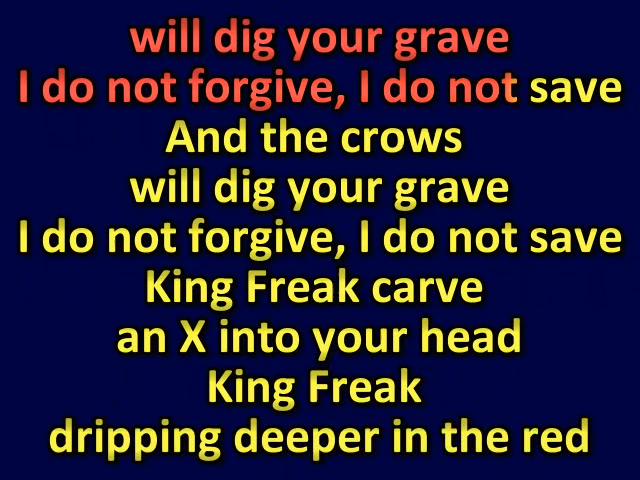 will dig your grave
I do not forgive, I do not save
And the crows
will dig your grave
I do not forgive, I do not save
King Freak carve
an X into your head
King Freak
dripping deeper in the red